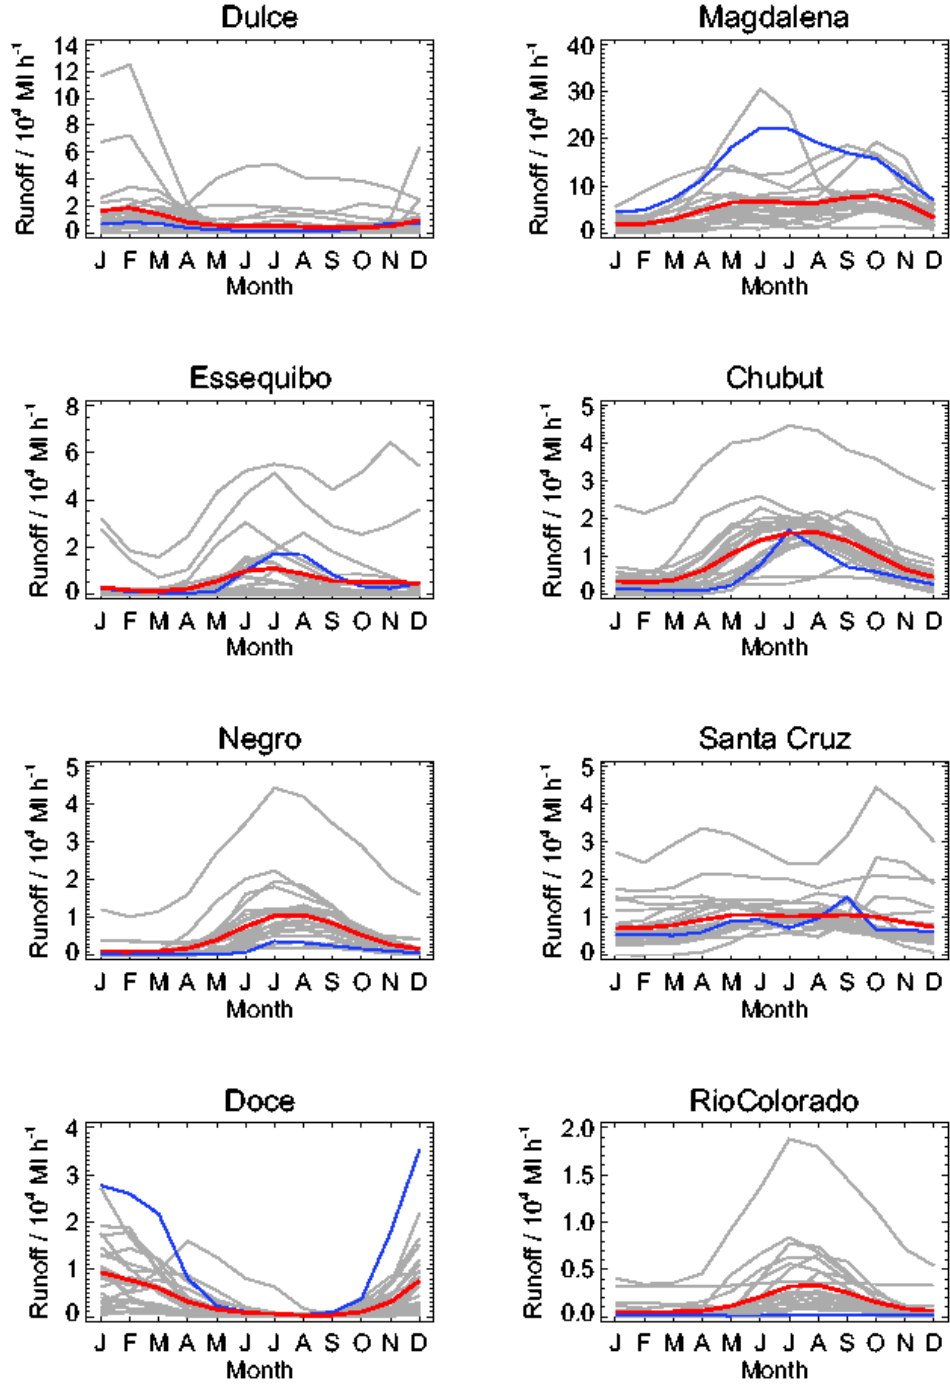 Dulce
Runoff / 10⁴ Ml h⁻¹
14
12
10
8
6
4
2
0
J F M A M J J A S O N D
Month
Magdalena
Runoff / 10⁴ Ml h⁻¹
40
30
20
10
0
J F M A M J J A S O N D
Month
Essequibo
Runoff / 10⁴ Ml h⁻¹
8
6
4
2
0
J F M A M J J A S O N D
Month
Chubut
Runoff / 10⁴ Ml h⁻¹
5
4
3
2
1
0
J F M A M J J A S O N D
Month
Negro
Runoff / 10⁴ Ml h⁻¹
5
4
3
2
1
0
J F M A M J J A S O N D
Month
Santa Cruz
Runoff / 10⁴ Ml h⁻¹
5
4
3
2
1
0
J F M A M J J A S O N D
Month
Doce
Runoff / 10⁴ Ml h⁻¹
4
3
2
1
0
J F M A M J J A S O N D
Month
RioColorado
Runoff / 10⁴ Ml h⁻¹
2.0
1.5
1.0
0.5
0.0
J F M A M J J A S O N D
Month